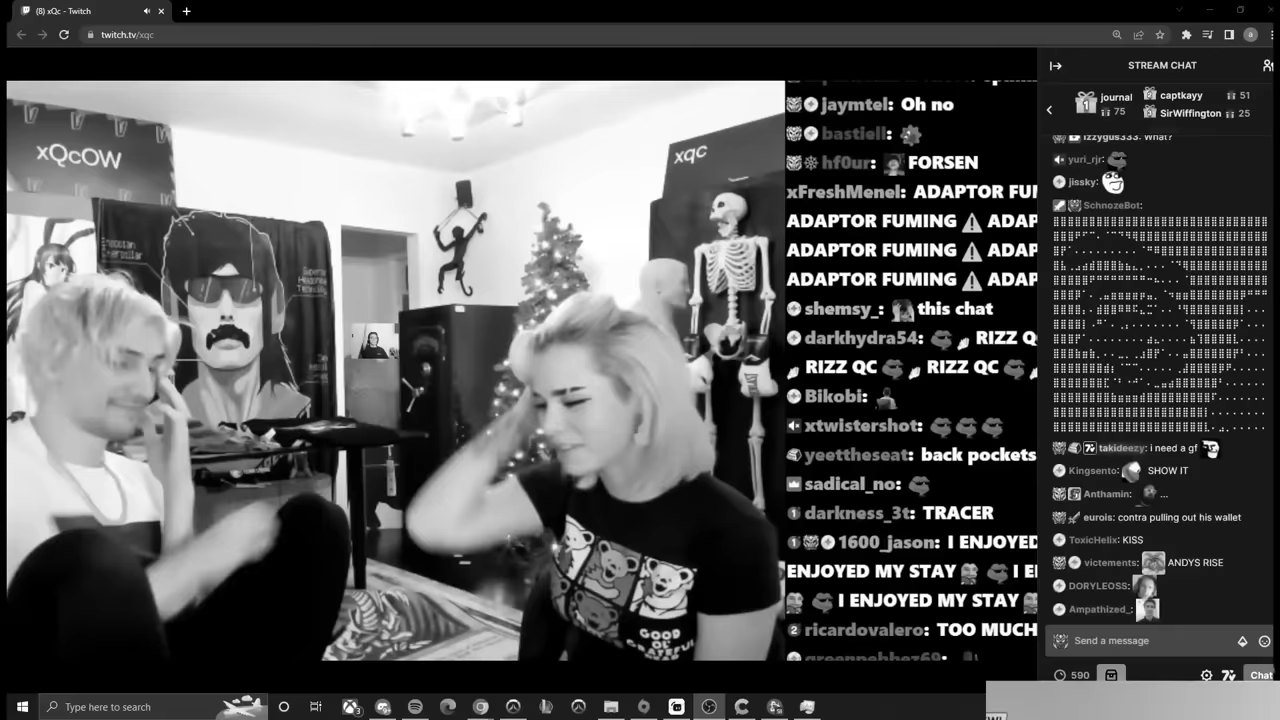 (8) xQc - Twitch
twitch.tv/xqc
xQcOW
xqc
GOOD
OL'
GRATEFUL
jaymtel: Oh no
bastiell:
hf0ur: FORSEN
xFreshMenel: ADAPTOR FUM
ADAPTOR FUMING ⚠ ADAP
ADAPTOR FUMING ⚠ ADAP
ADAPTOR FUMING ⚠ ADAP
shemsy_: this chat
darkhydra54: RIZZ Q
RIZZ QC RIZZ QC
Bikobi:
xtwistershot:
yeettheseat: back pockets
sadical_no:
darkness_3t: TRACER
1600_jason: I ENJOYED
ENJOYED MY STAY I E
I ENJOYED MY STAY
ricardovalero: TOO MUCH
STREAM CHAT
1 journal 75
captkayy 51
SirWiffington 25
izzygus333: What?
yuri_rjr:
jissky:
SchnozeBot:
takideezy: i need a gf
Kingsento: SHOW IT
Anthamin: ...
eurois: contra pulling out his wallet
ToxicHelix: KISS
victements: ANDYS RISE
DORYLEOSS:
Ampathized_:
Send a message
590
Chat
Type here to search